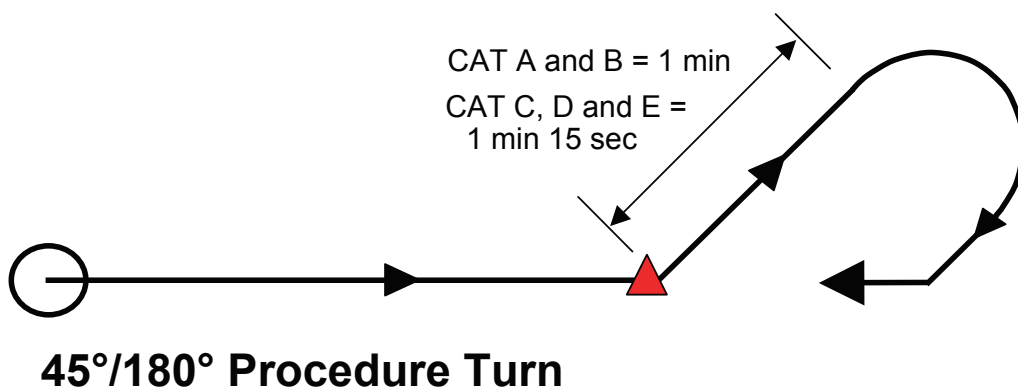 CAT A and B = 1 min
CAT C, D and E =
1 min 15 sec
45°/180° Procedure Turn